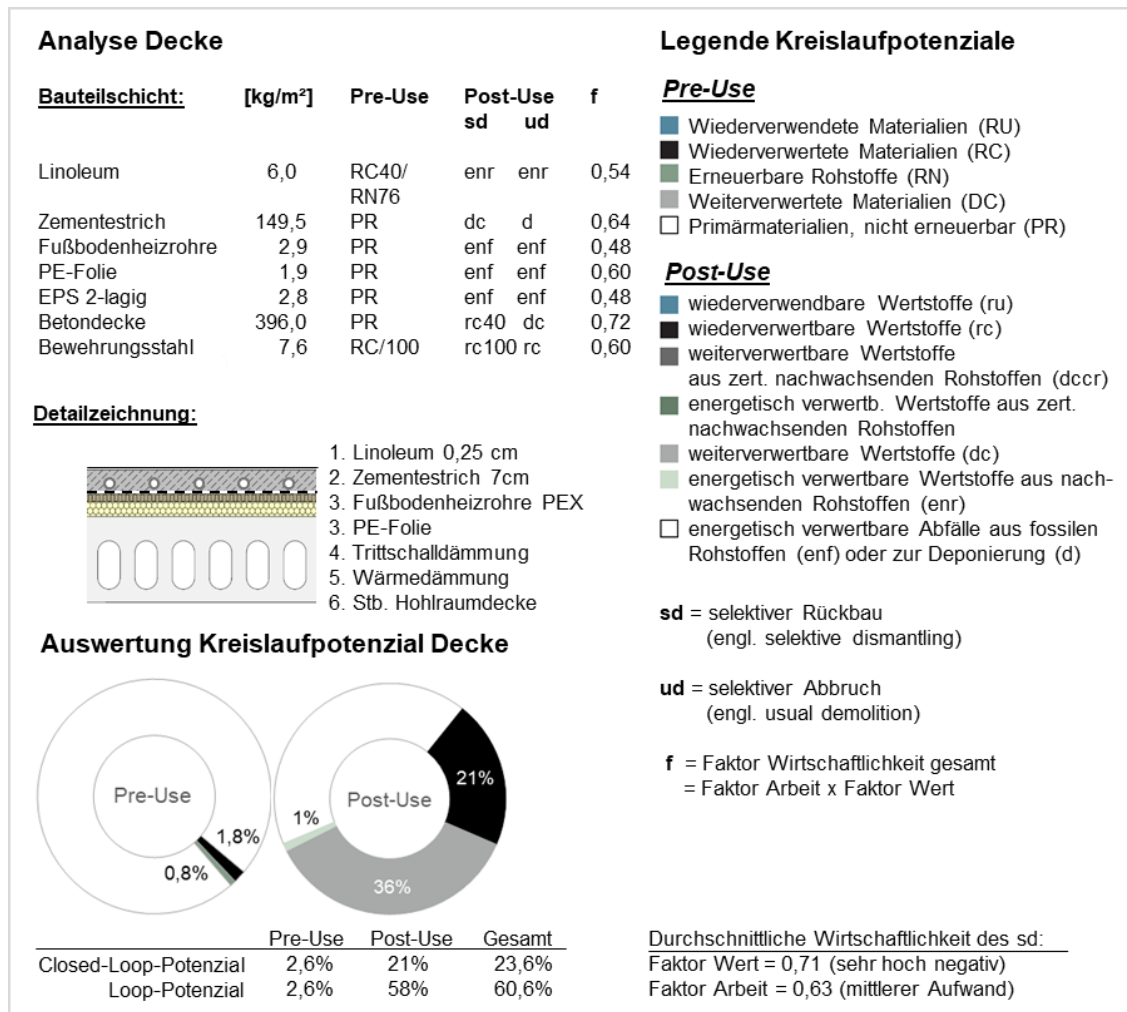 Analyse Decke
Bauteilschicht: [kg/m²] Pre-Use Post-Use f
sd ud
Linoleum 6,0 RC40/ enr enr 0,54
RN76
Zementestrich 149,5 PR dc d 0,64
Fußbodenheizrohre 2,9 PR enf enf 0,48
PE-Folie 1,9 PR enf enf 0,60
EPS 2-lagig 2,8 PR enf enf 0,48
Betondecke 396,0 PR rc40 dc 0,72
Bewehrungsstahl 7,6 RC/100 rc100 rc 0,60
Detailzeichnung:
1. Linoleum 0,25 cm
2. Zementestrich 7cm
3. Fußbodenheizrohre PEX
3. PE-Folie
4. Trittschalldämmung
5. Wärmedämmung
6. Stb. Hohlraumdecke
Auswertung Kreislaufpotenzial Decke
Pre-Use
1,8%
0,8%
Post-Use
21%
1%
36%
Pre-Use Post-Use Gesamt
Closed-Loop-Potenzial 2,6% 21% 23,6%
Loop-Potenzial 2,6% 58% 60,6%
Legende Kreislaufpotenziale
Pre-Use
Wiederverwendete Materialien (RU)
Wiederverwertete Materialien (RC)
Erneuerbare Rohstoffe (RN)
Weiterverwertete Materialien (DC)
Primärmaterialien, nicht erneuerbar (PR)
Post-Use
wiederverwendbare Wertstoffe (ru)
wiederverwertbare Wertstoffe (rc)
weiterverwertbare Wertstoffe
aus zert. nachwachsenden Rohstoffen (dccr)
energetisch verwertb. Wertstoffe aus zert.
nachwachsenden Rohstoffen
weiterverwertbare Wertstoffe (dc)
energetisch verwertbare Wertstoffe aus nach-
wachsenden Rohstoffen (enr)
energetisch verwertbare Abfälle aus fossilen
Rohstoffen (enf) oder zur Deponierung (d)
sd = selektiver Rückbau
(engl. selektive dismantling)
ud = selektiver Abbruch
(engl. usual demolition)
f = Faktor Wirtschaftlichkeit gesamt
= Faktor Arbeit x Faktor Wert
Durchschnittliche Wirtschaftlichkeit des sd:
Faktor Wert = 0,71 (sehr hoch negativ)
Faktor Arbeit = 0,63 (mittlerer Aufwand)